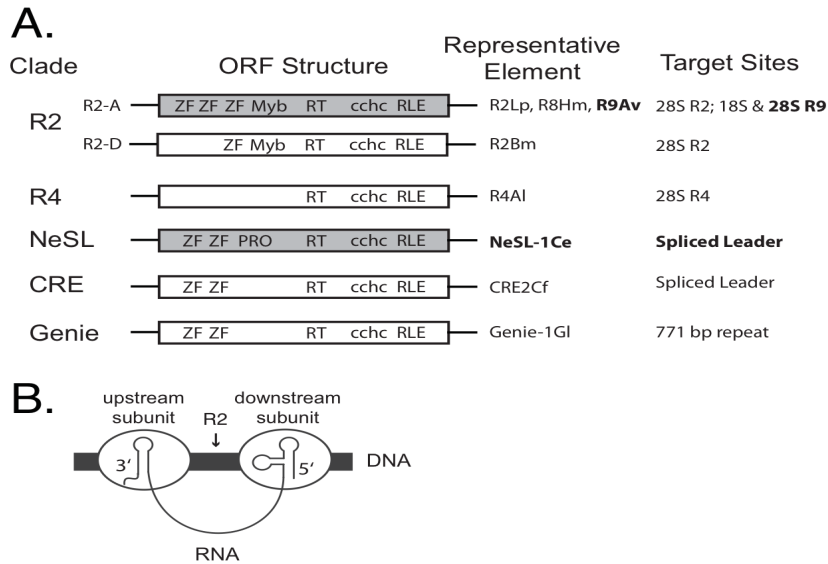 A.
Clade ORF Structure Representative Element Target Sites
R2
R2-A ZF ZF ZF Myb RT cchc RLE R2Lp, R8Hm, R9Av 28S R2; 18S & 28S R9
R2-D ZF Myb RT cchc RLE R2Bm 28S R2
R4 RT cchc RLE R4Al 28S R4
NeSL ZF ZF PRO RT cchc RLE NeSL-1Ce Spliced Leader
CRE ZF ZF RT cchc RLE CRE2Cf Spliced Leader
Genie ZF ZF RT cchc RLE Genie-1Gl 771 bp repeat
B.
upstream subunit
R2
downstream subunit
3'
5'
DNA
RNA